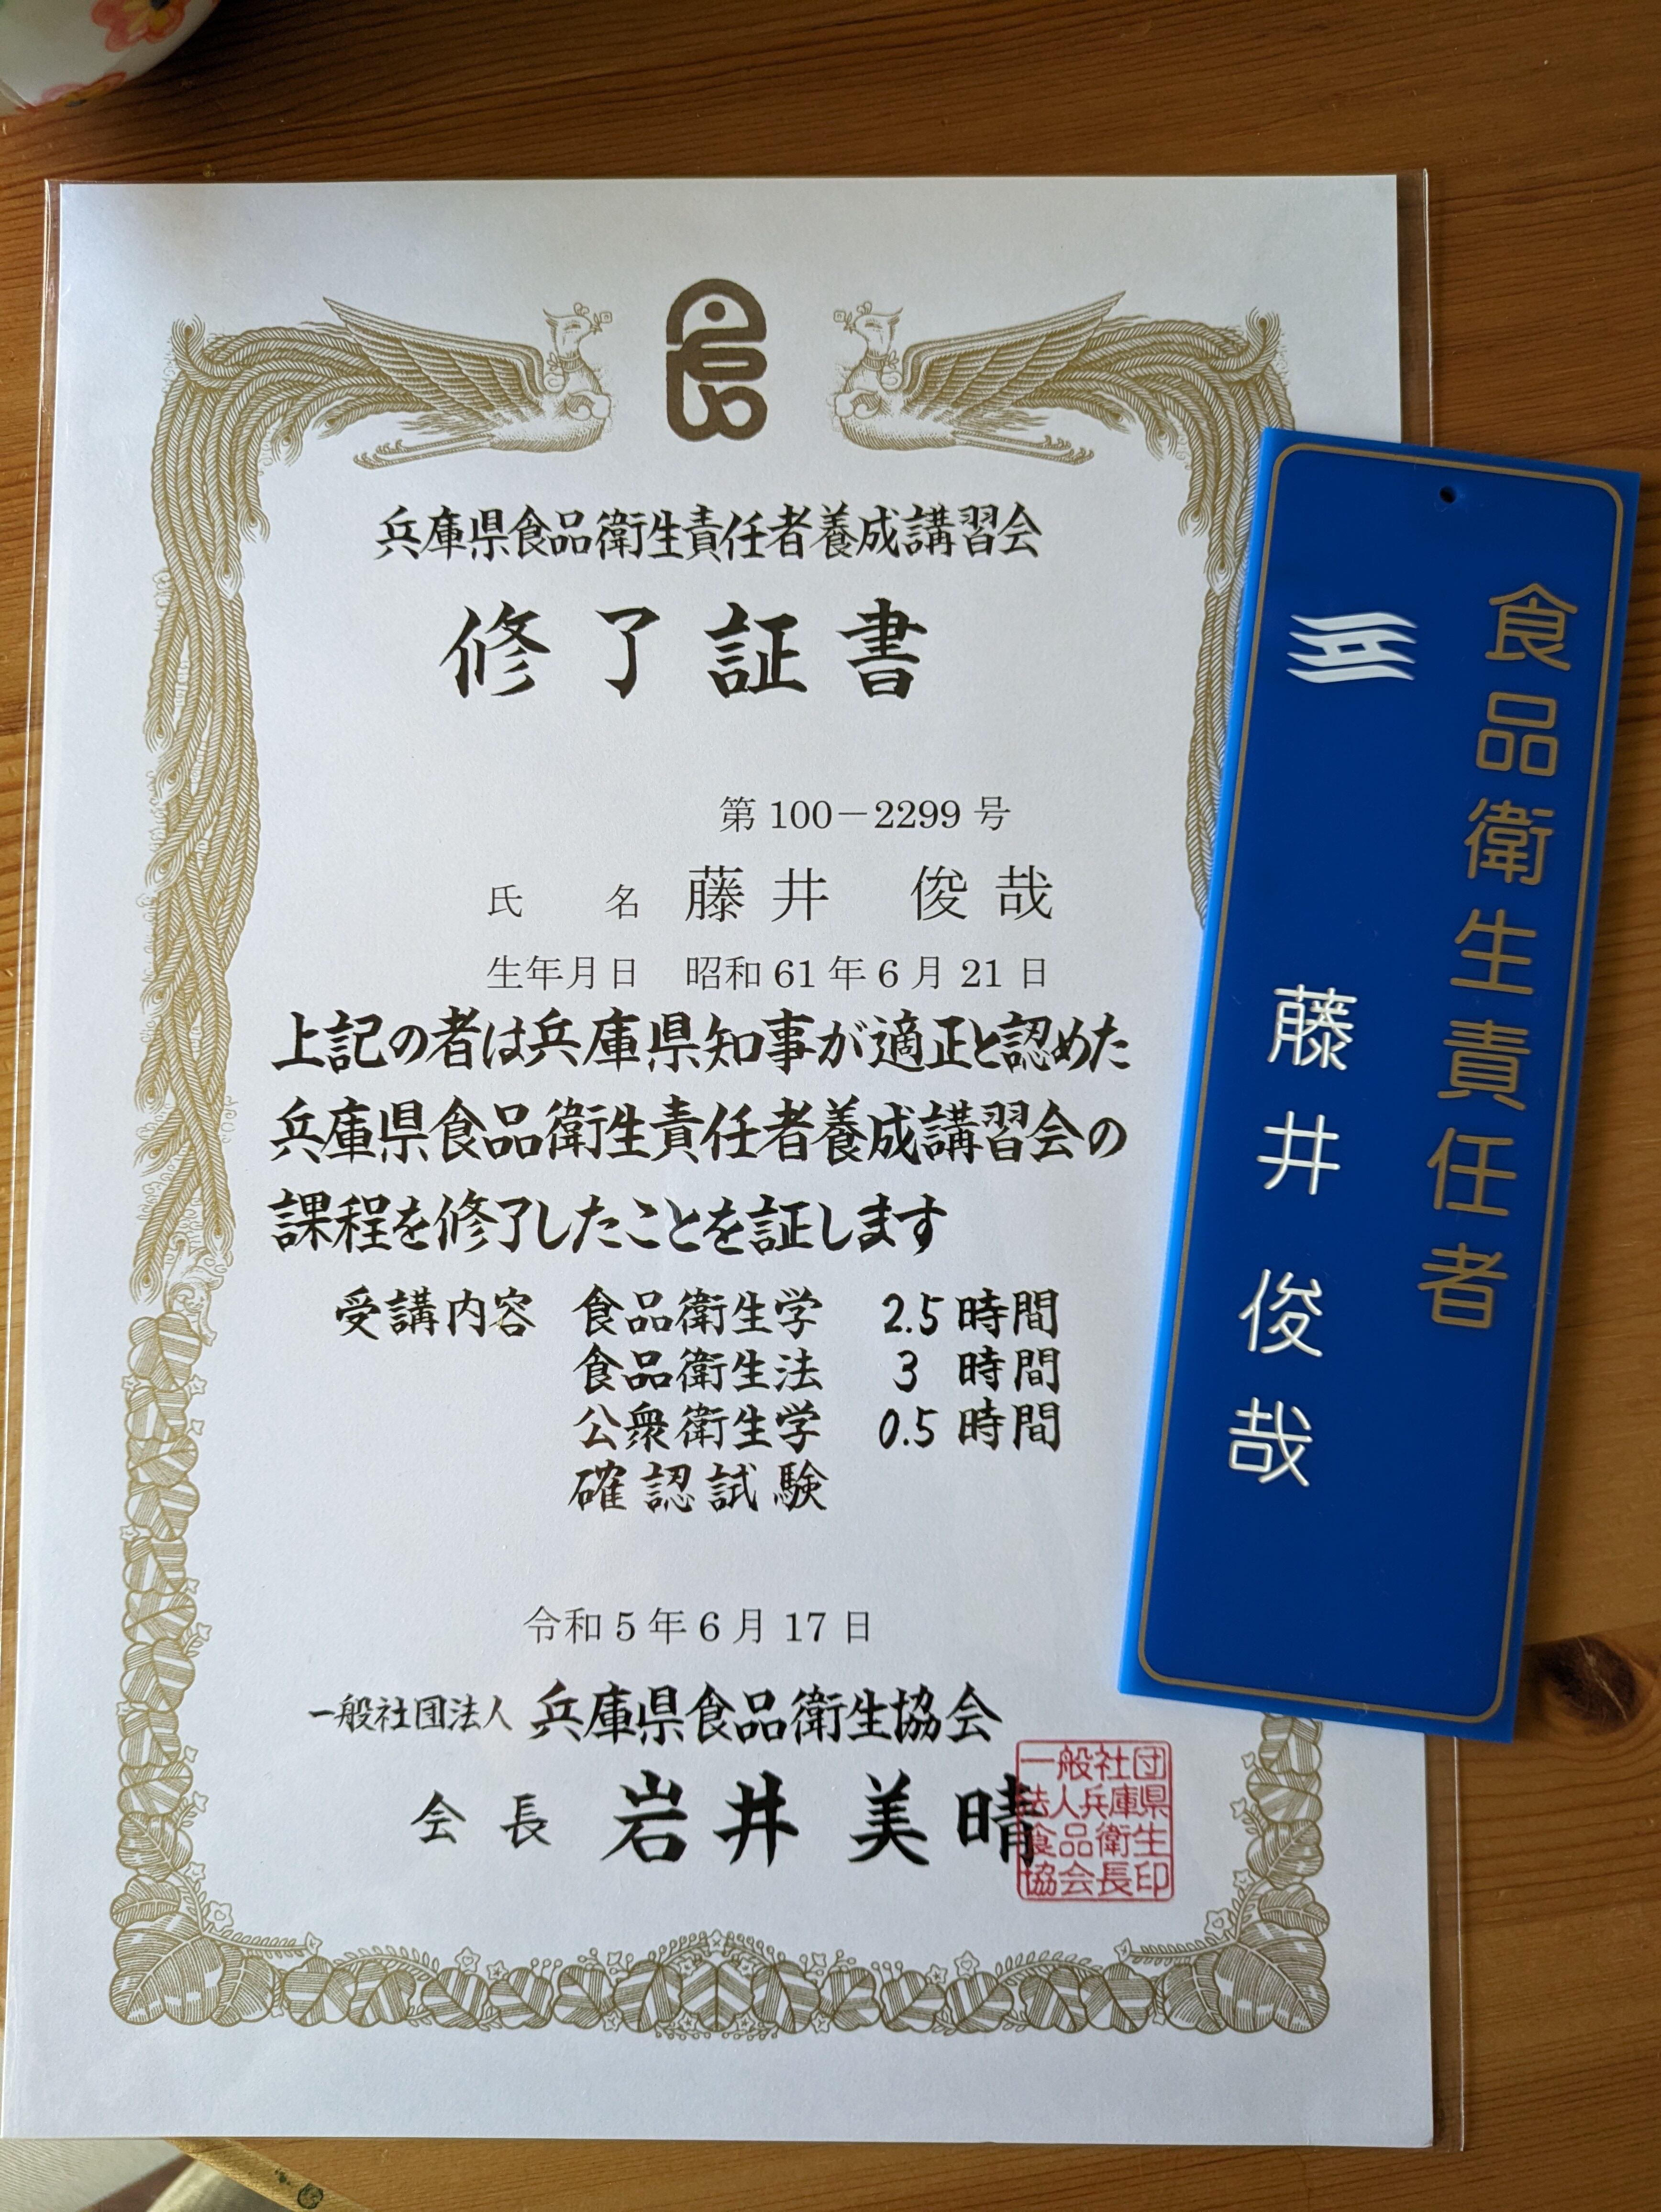 兵庫県食品衛生責任者養成講習会
修了証書
第100－2299号
氏 名 藤井 俊哉
生年月日 昭和61年6月21日
上記の者は兵庫県知事が適正と認めた
兵庫県食品衛生責任者養成講習会の
課程を修了したことを証します
受講内容 食品衛生学 2.5時間
食品衛生法 3 時間
公衆衛生学 0.5時間
確認試験
令和5年6月17日
一般社団法人 兵庫県食品衛生協会
会長 岩井 美晴
一般社団
法人兵庫県
食品衛生
協会長印
食品衛生責任者
藤井 俊哉